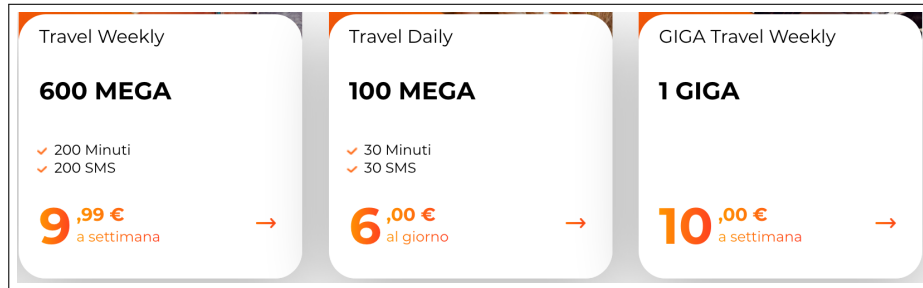 Travel Weekly
600 MEGA
200 Minuti
200 SMS
9,99 €
a settimana
Travel Daily
100 MEGA
30 Minuti
30 SMS
6,00 €
al giorno
GIGA Travel Weekly
1 GIGA
10,00 €
a settimana